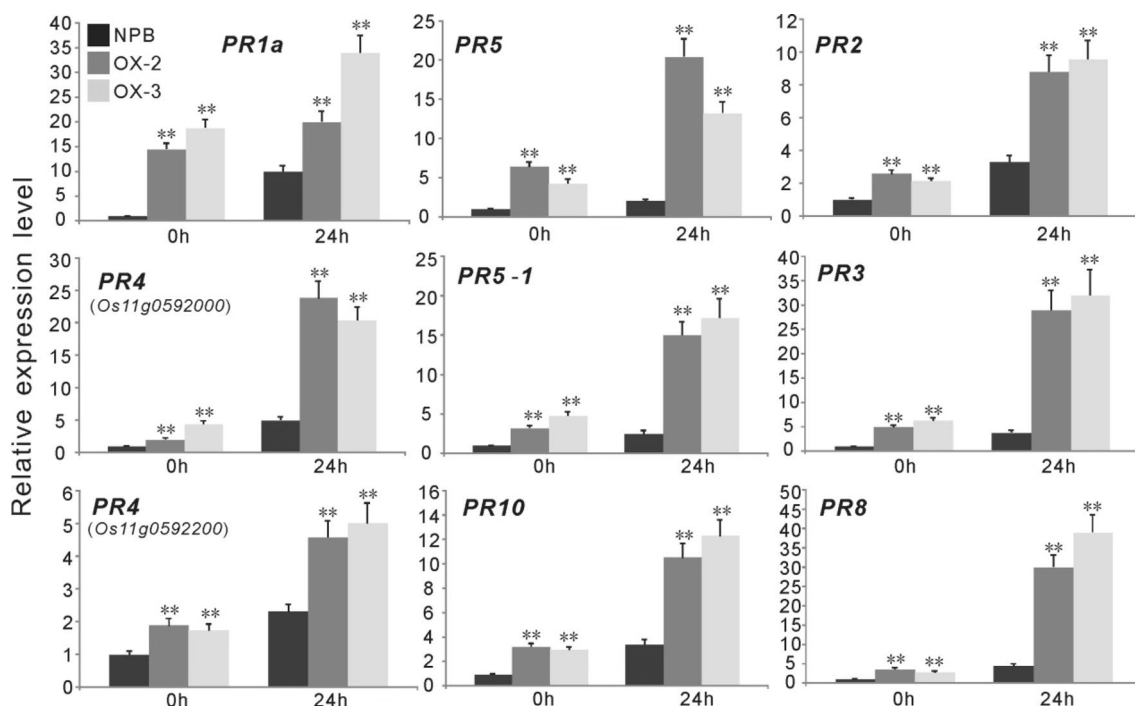 Relative expression level
NPB
OX-2
OX-3
PR1a
40
35
30
25
20
15
10
5
0
** ** ** **
0h 24h
PR5
25
20
15
10
5
0
** ** ** **
0h 24h
PR2
12
10
8
6
4
2
0
** ** ** **
0h 24h
PR4
(Os11g0592000)
30
25
20
15
10
5
0
** ** ** **
0h 24h
PR5-1
25
20
15
10
5
0
** ** ** **
0h 24h
PR3
40
35
30
25
20
15
10
5
0
** ** ** **
0h 24h
PR4
(Os11g0592200)
6
5
4
3
2
1
0
** ** ** **
0h 24h
PR10
16
14
12
10
8
6
4
2
0
** ** ** **
0h 24h
PR8
50
45
40
35
30
25
20
15
10
5
0
** ** ** **
0h 24h